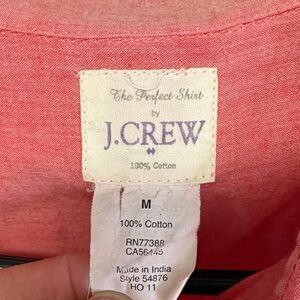 The Perfect Shirt
by
J.CREW
100% Cotton
M
100% Cotton
RN77388
CA56445
Made in India
Style 54876
HO 11